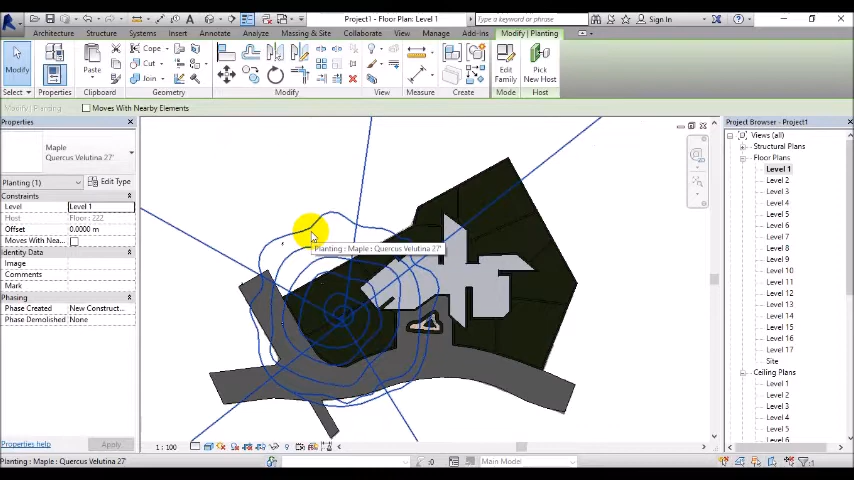 Project1 - Floor Plan: Level 1
Type a keyword or phrase
Sign In
Architecture Structure Systems Insert Annotate Analyze Massing & Site Collaborate View Manage Add-Ins Modify | Planting
Modify
Select
Properties
Paste
Clipboard
Cope
Cut
Join
Geometry
Modify
View
Measure
Create
Edit Family
Mode
Pick New Host
Host
Modify | Planting
Moves With Nearby Elements
Properties
Maple
Quercus Velutina 27'
Planting (1)
Edit Type
Constraints
Level Level 1
Host Floor : 222
Offset 0.0000 m
Moves With Nea...
Identity Data
Image
Comments
Mark
Phasing
Phase Created New Construct...
Phase Demolished None
Properties help
Apply
Planting : Maple : Quercus Velutina 27'
1 : 100
Project Browser - Project1
Views (all)
Structural Plans
Floor Plans
Level 1
Level 2
Level 3
Level 4
Level 5
Level 6
Level 7
Level 8
Level 9
Level 10
Level 11
Level 12
Level 13
Level 14
Level 15
Level 16
Level 17
Site
Ceiling Plans
Level 1
Level 2
Level 3
Level 4
Level 5
Level 6
Planting : Maple : Quercus Velutina 27'
:0
Main Model
:1